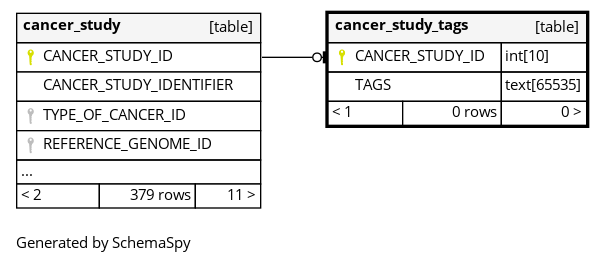 cancer_study [table]
CANCER_STUDY_ID
CANCER_STUDY_IDENTIFIER
TYPE_OF_CANCER_ID
REFERENCE_GENOME_ID
...
< 2 379 rows 11 >
cancer_study_tags [table]
CANCER_STUDY_ID int[10]
TAGS text[65535]
< 1 0 rows 0 >
Generated by SchemaSpy